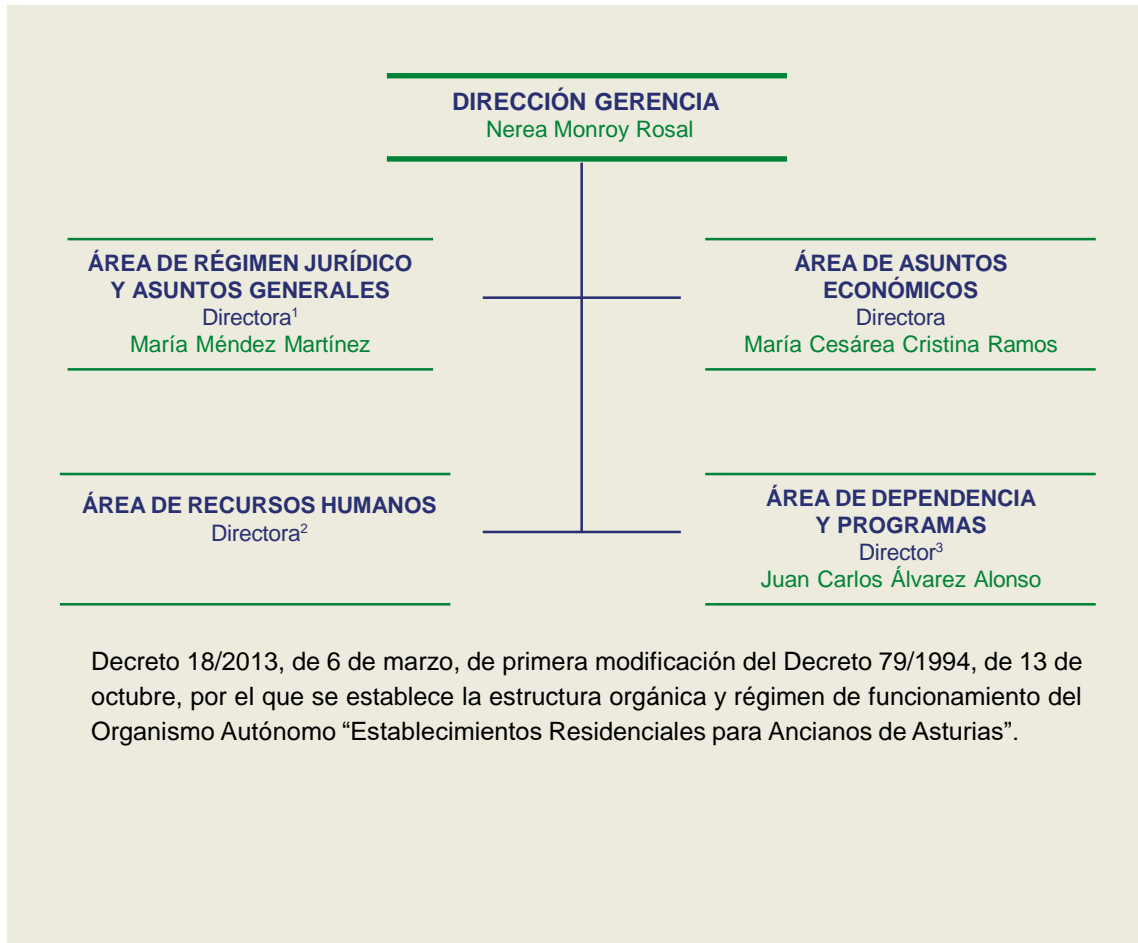 DIRECCIÓN GERENCIA
Nerea Monroy Rosal
ÁREA DE RÉGIMEN JURÍDICO
Y ASUNTOS GENERALES
Directora¹
María Méndez Martínez
ÁREA DE ASUNTOS
ECONÓMICOS
Directora
María Cesárea Cristina Ramos
ÁREA DE RECURSOS HUMANOS
Directora²
ÁREA DE DEPENDENCIA
Y PROGRAMAS
Director³
Juan Carlos Álvarez Alonso
Decreto 18/2013, de 6 de marzo, de primera modificación del Decreto 79/1994, de 13 de
octubre, por el que se establece la estructura orgánica y régimen de funcionamiento del
Organismo Autónomo “Establecimientos Residenciales para Ancianos de Asturias”.